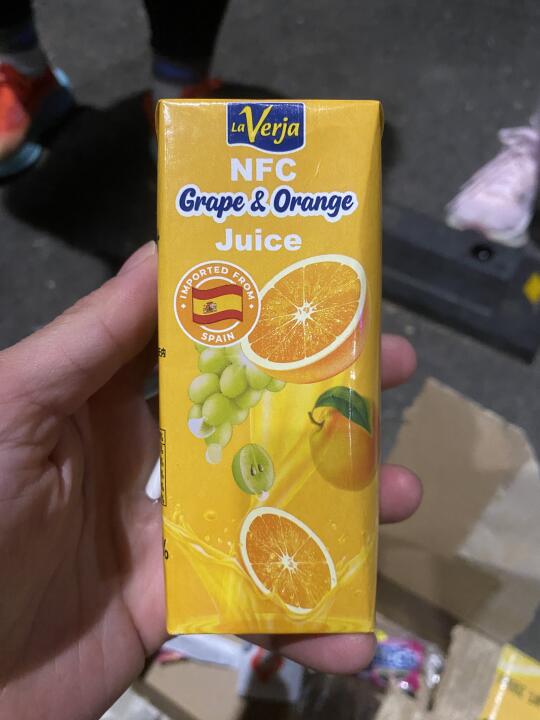 La Verja
NFC
Grape & Orange
Juice
IMPORTED FROM
SPAIN